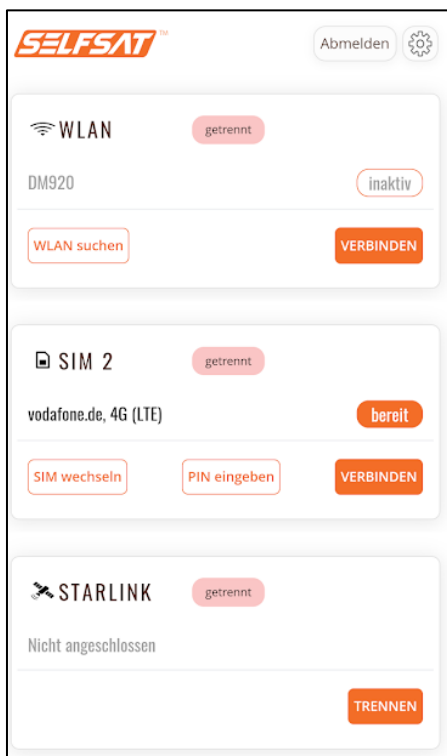 SELFSAT™
Abmelden
WLAN getrennt
DM920 inaktiv
WLAN suchen VERBINDEN
SIM 2 getrennt
vodafone.de, 4G (LTE) bereit
SIM wechseln PIN eingeben VERBINDEN
STARLINK getrennt
Nicht angeschlossen
TRENNEN